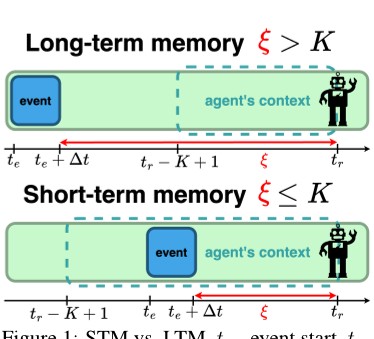 Long-term memory ξ > K
event agent's context
t_e t_e + Δt t_r − K + 1 ξ t_r
Short-term memory ξ ≤ K
event agent's context
t_r − K + 1 t_e t_e + Δt ξ t_r
Figure 1: STM vs. LTM. t event start, t